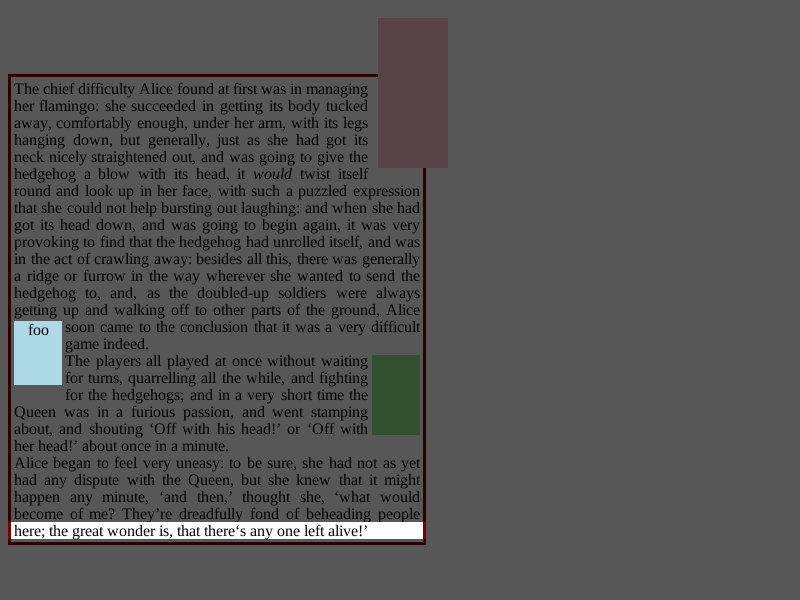 The chief difficulty Alice found at first was in managing
her flamingo: she succeeded in getting its body tucked
away, comfortably enough, under her arm, with its legs
hanging down, but generally, just as she had got its
neck nicely straightened out, and was going to give the
hedgehog a blow with its head, it would twist itself
round and look up in her face, with such a puzzled expression
that she could not help bursting out laughing: and when she had
got its head down, and was going to begin again, it was very
provoking to find that the hedgehog had unrolled itself, and was
in the act of crawling away: besides all this, there was generally
a ridge or furrow in the way wherever she wanted to send the
hedgehog to, and, as the doubled-up soldiers were always
getting up and walking off to other parts of the ground, Alice
foo
soon came to the conclusion that it was a very difficult
game indeed.
The players all played at once without waiting
for turns, quarrelling all the while, and fighting
for the hedgehogs; and in a very short time the
Queen was in a furious passion, and went stamping
about, and shouting ‘Off with his head!’ or ‘Off with
her head!’ about once in a minute.
Alice began to feel very uneasy: to be sure, she had not as yet
had any dispute with the Queen, but she knew that it might
happen any minute, ‘and then,’ thought she, ‘what would
become of me? They’re dreadfully fond of beheading people
here; the great wonder is, that there‘s any one left alive!’